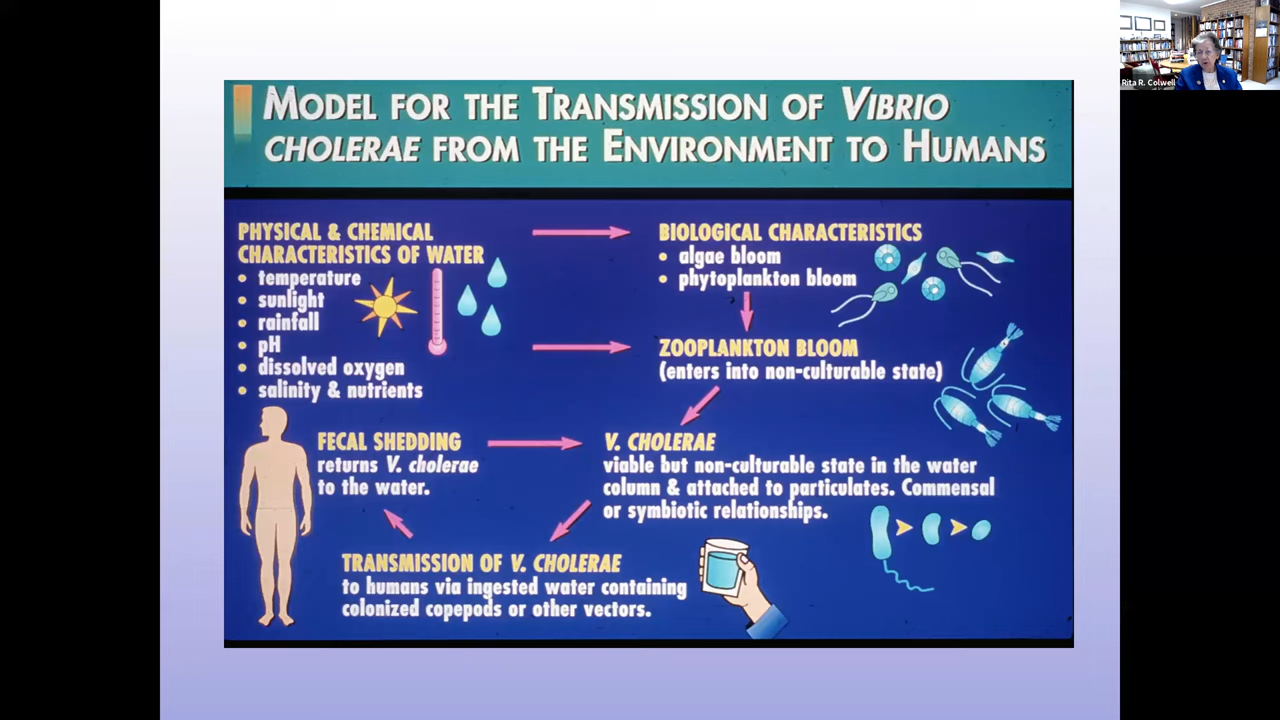 MODEL FOR THE TRANSMISSION OF VIBRIO
CHOLERAE FROM THE ENVIRONMENT TO HUMANS
PHYSICAL & CHEMICAL
CHARACTERISTICS OF WATER
• temperature
• sunlight
• rainfall
• pH
• dissolved oxygen
• salinity & nutrients
BIOLOGICAL CHARACTERISTICS
• algae bloom
• phytoplankton bloom
ZOOPLANKTON BLOOM
(enters into non-culturable state)
FECAL SHEDDING
returns V. cholerae
to the water.
V. CHOLERAE
viable but non-culturable state in the water
column & attached to particulates. Commensal
or symbiotic relationships.
TRANSMISSION OF V. CHOLERAE
to humans via ingested water containing
colonized copepods or other vectors.
Rita R. Colwell